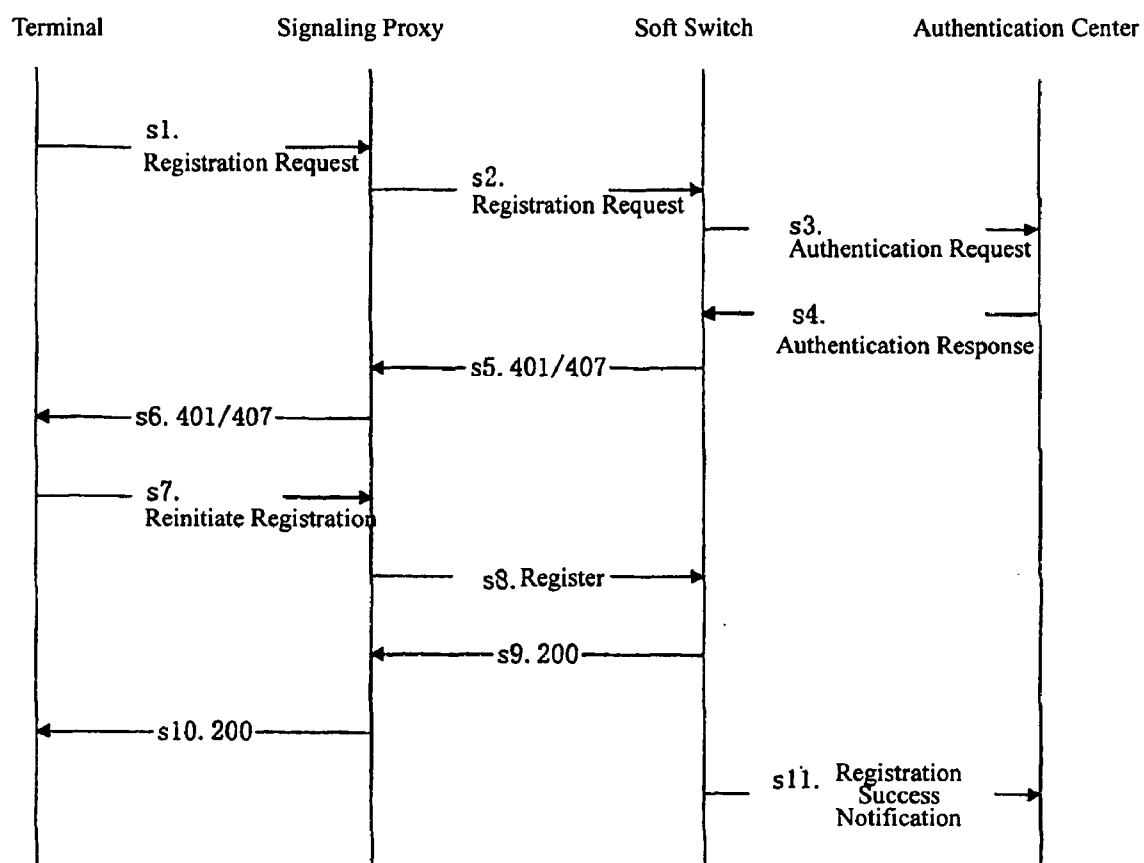 Terminal
Signaling Proxy
Soft Switch
Authentication Center
s1.
Registration Request
s2.
Registration Request
s3.
Authentication Request
s4.
Authentication Response
s5. 401/407
s6. 401/407
s7.
Reinitiate Registration
s8. Register
s9. 200
s10. 200
s11. Registration
Success
Notification